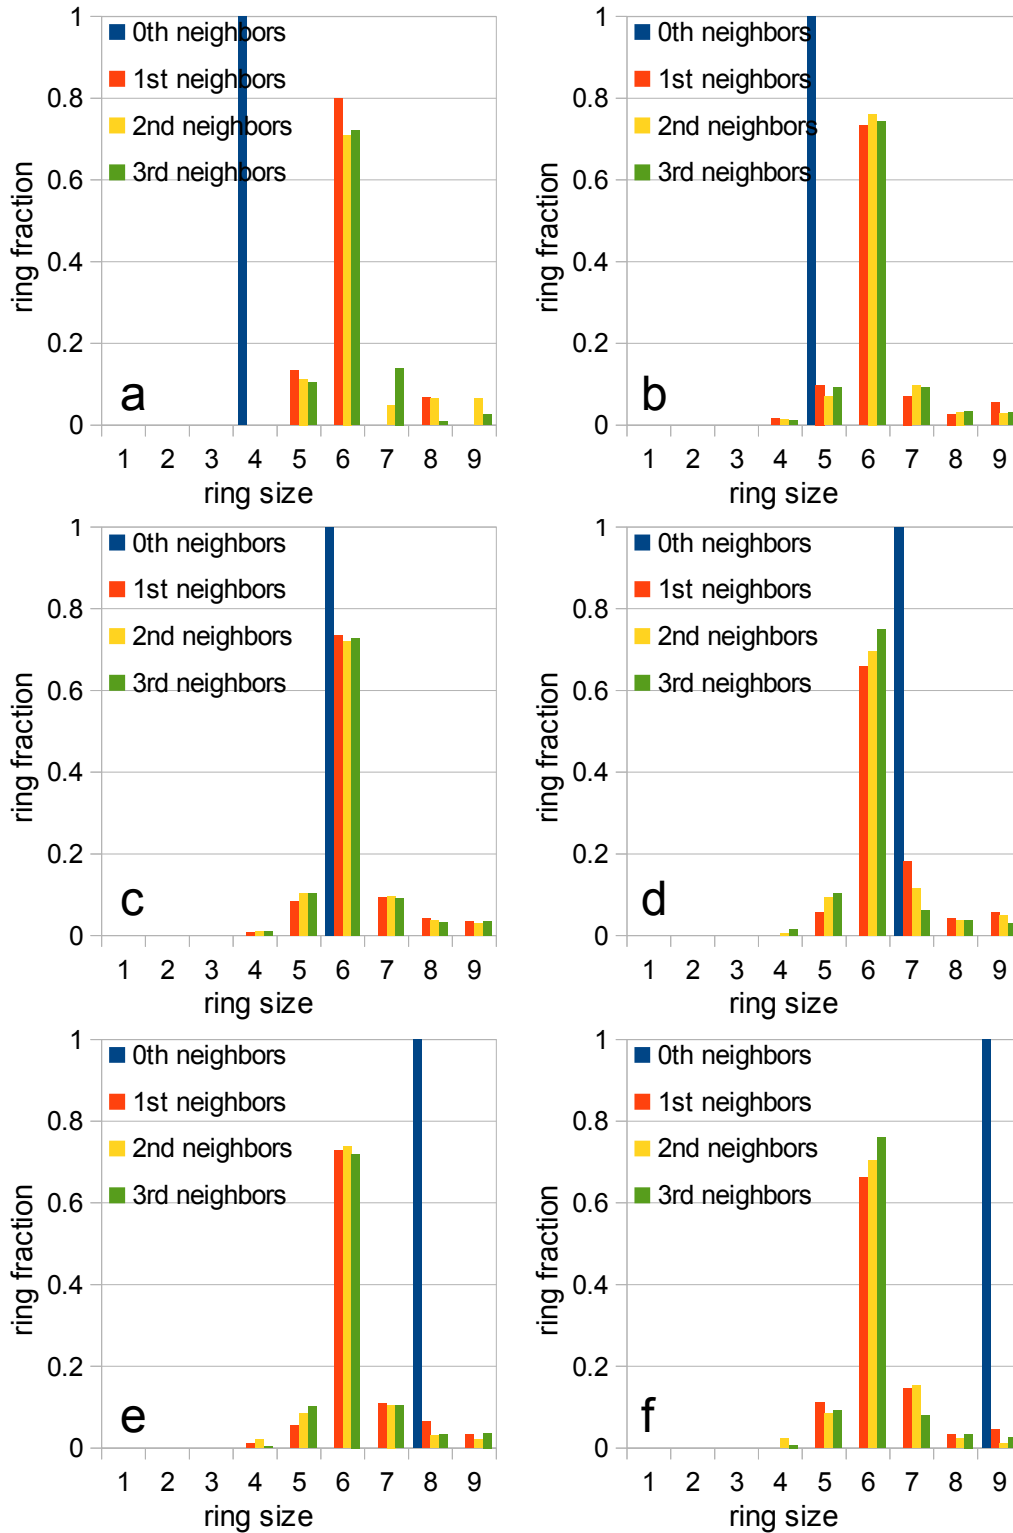 1
0th neighbors
1st neighbors
0.8
2nd neighbors
3rd neighbors
0.6
0.4
0.2
0
ring fraction
a
1 2 3 4 5 6 7 8 9
ring size
1
0th neighbors
1st neighbors
0.8
2nd neighbors
3rd neighbors
0.6
0.4
0.2
0
ring fraction
b
1 2 3 4 5 6 7 8 9
ring size
1
0th neighbors
1st neighbors
0.8
2nd neighbors
3rd neighbors
0.6
0.4
0.2
0
ring fraction
c
1 2 3 4 5 6 7 8 9
ring size
1
0th neighbors
1st neighbors
0.8
2nd neighbors
3rd neighbors
0.6
0.4
0.2
0
ring fraction
d
1 2 3 4 5 6 7 8 9
ring size
1
0th neighbors
1st neighbors
0.8
2nd neighbors
3rd neighbors
0.6
0.4
0.2
0
ring fraction
e
1 2 3 4 5 6 7 8 9
ring size
1
0th neighbors
1st neighbors
0.8
2nd neighbors
3rd neighbors
0.6
0.4
0.2
0
ring fraction
f
1 2 3 4 5 6 7 8 9
ring size